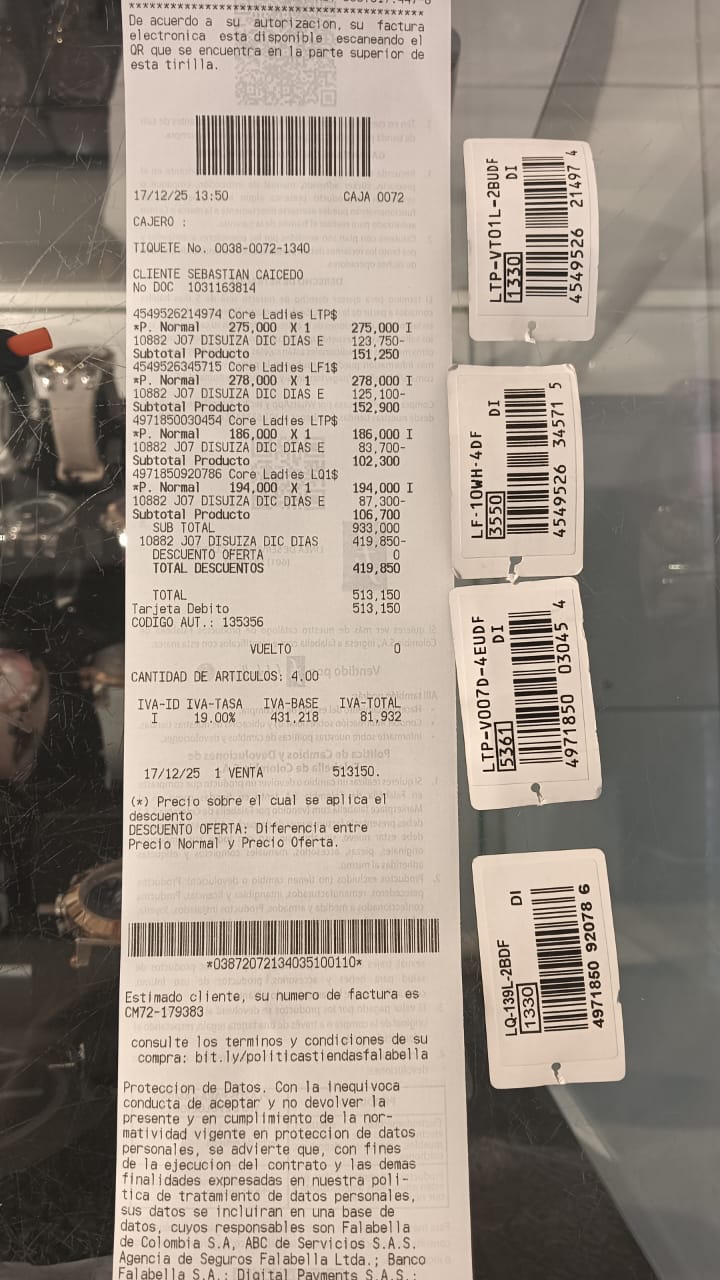 ************************************
De acuerdo a su autorizacion, su factura
electronica esta disponible escaneando el
QR que se encuentra en la parte superior de
esta tirilla.
17/12/25 13:50 CAJA 0072
CAJERO :
TIQUETE No. 0038-0072-1340
CLIENTE SEBASTIAN CAICEDO
No DOC 1031163814
4549526214974 Core Ladies LTP$
*P. Normal 275,000 X 1 275,000 I
10882 J07 DISUIZA DIC DIAS E 123,750-
Subtotal Producto 151,250
4549526345715 Core Ladies LF1$
*P. Normal 278,000 X 1 278,000 I
10882 J07 DISUIZA DIC DIAS E 125,100-
Subtotal Producto 152,900
4971850030454 Core Ladies LTP$
*P. Normal 186,000 X 1 186,000 I
10882 J07 DISUIZA DIC DIAS E 83,700-
Subtotal Producto 102,300
4971850920786 Core Ladies LQ1$
*P. Normal 194,000 X 1 194,000 I
10882 J07 DISUIZA DIC DIAS E 87,300-
Subtotal Producto 106,700
SUB TOTAL 933,000
10882 J07 DISUIZA DIC DIAS 419,850-
DESCUENTO OFERTA 0
TOTAL DESCUENTOS 419,850
TOTAL 513,150
Tarjeta Debito 513,150
CODIGO AUT.: 135356
VUELTO 0
CANTIDAD DE ARTICULOS: 4.00
IVA-ID IVA-TASA IVA-BASE IVA-TOTAL
I 19.00% 431,218 81,932
17/12/25 1 VENTA 513150.
(*) Precio sobre el cual se aplica el
descuento
DESCUENTO OFERTA: Diferencia entre
Precio Normal y Precio Oferta.
*03872072134035100110*
Estimado cliente, su numero de factura es
CM72-179383
consulte los terminos y condiciones de su
compra: bit.ly/politicastiendasfalabella
Proteccion de Datos. Con la inequivoca
conducta de aceptar y no devolver la
presente y en cumplimiento de la nor-
matividad vigente en proteccion de datos
personales, se advierte que, con fines
de la ejecucion del contrato y las demas
finalidades expresadas en nuestra poli-
tica de tratamiento de datos personales,
sus datos se incluiran en una base de
datos, cuyos responsables son Falabella
de Colombia S.A, ABC de Servicios S.A.S.
Agencia de Seguros Falabella Ltda.; Banco
Falabella S.A.; Digital Payments S.A.S.;
LTP-VT01L-2BUDF
1330 DI
4549526 21497 4
LF-10WH-4DF
3550 DI
4549526 34571 5
LTP-V007D-4EUDF
5361 DI
4971850 03045 4
LQ-139L-2BDF
1330 DI
4971850 92078 6